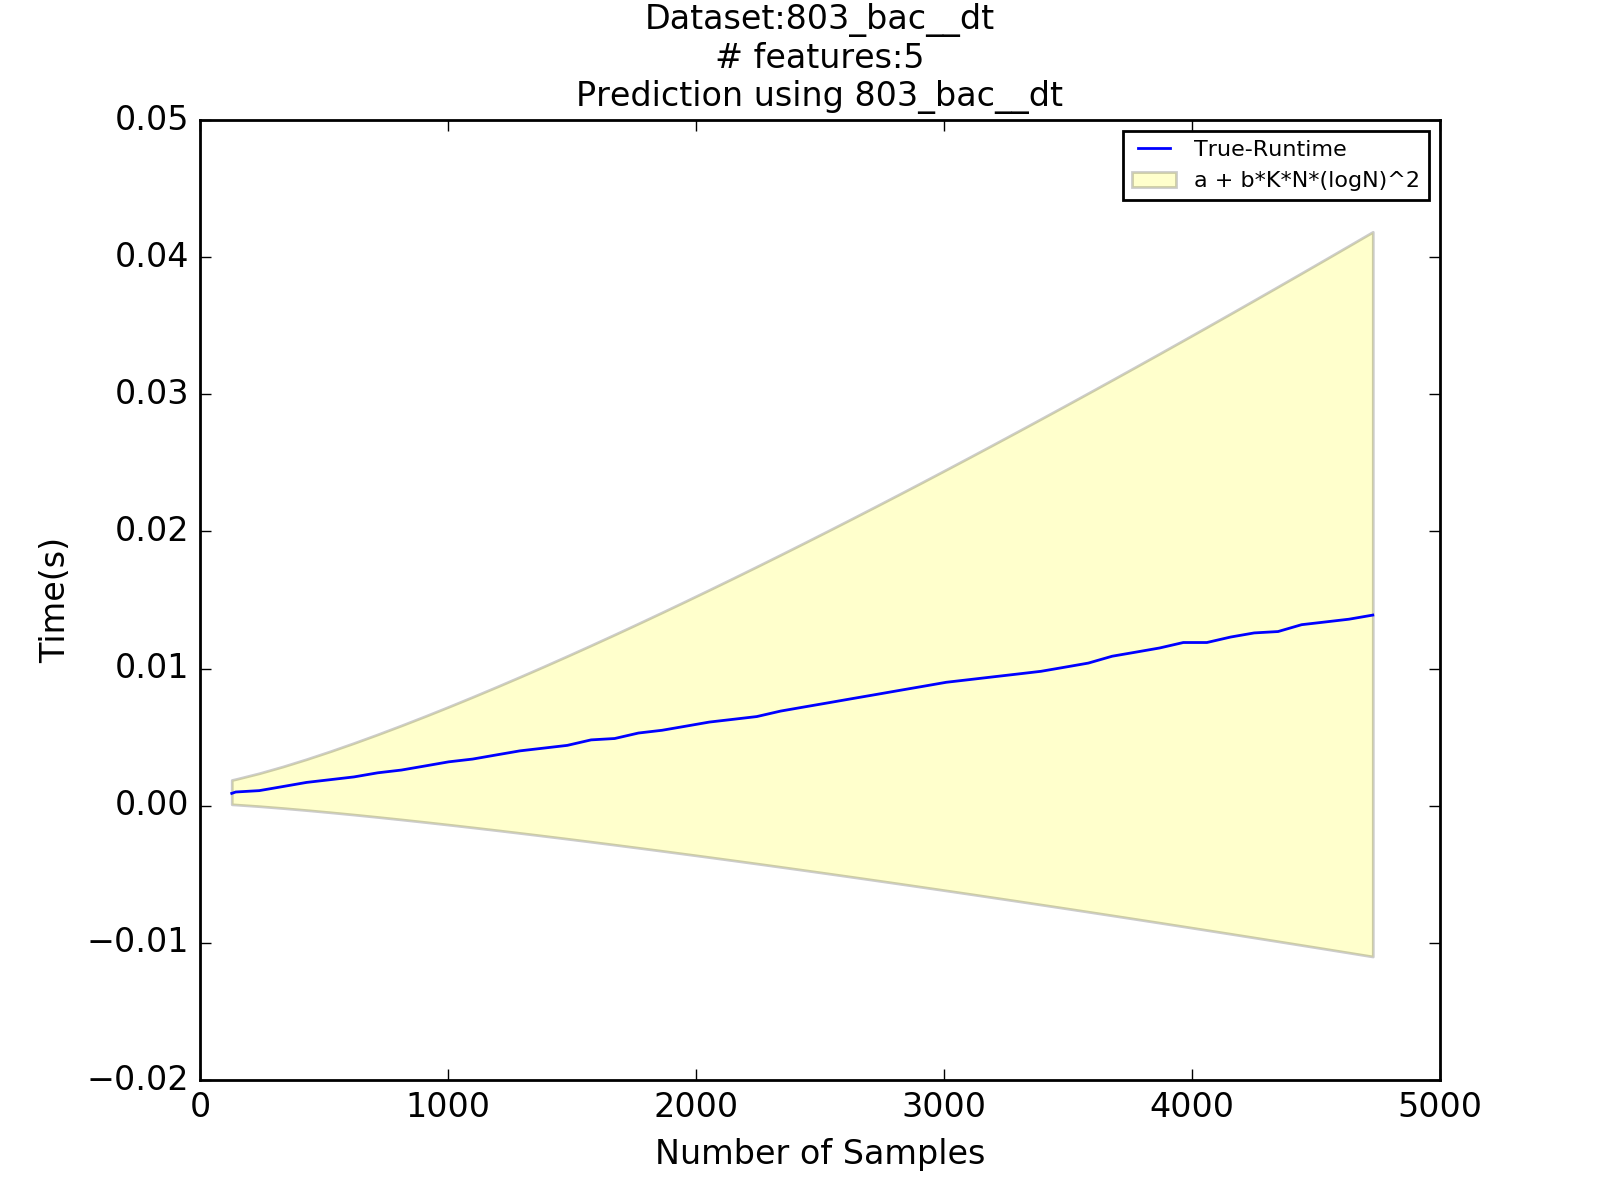 Dataset:803_bac__dt
# features:5
Prediction using 803_bac__dt
True-Runtime
a + b*K*N*(logN)^2
0.05
0.04
0.03
0.02
0.01
0.00
−0.01
−0.02
Time(s)
0 1000 2000 3000 4000 5000
Number of Samples